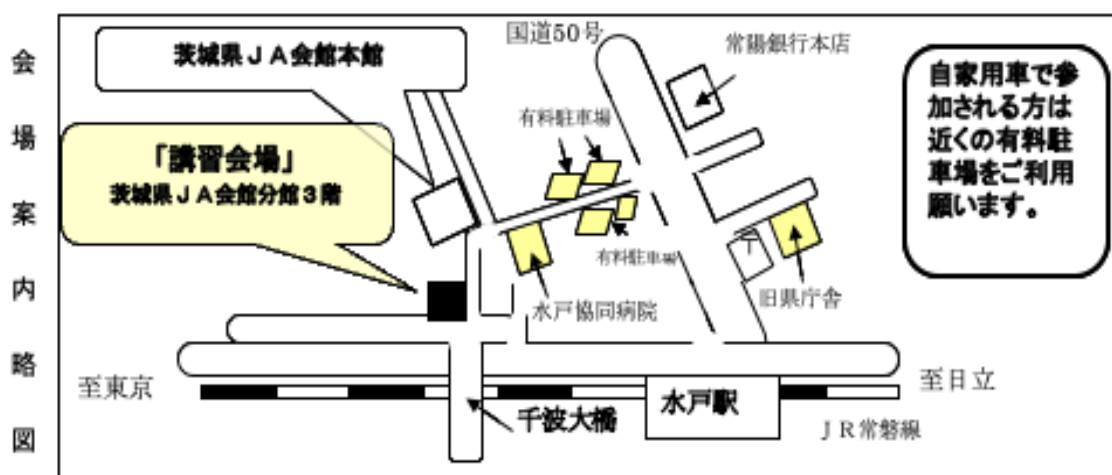 会場案内略図
国道50号
茨城県ＪＡ会館本館
常陽銀行本店
自家用車で参
加される方は
近くの有料駐
車場をご利用
願います。
有料駐車場
「講習会場」
茨城県ＪＡ会館分館３階
〒
有料駐車場
水戸協同病院
旧県庁舎
至東京
至日立
水戸駅
千波大橋
ＪＲ常磐線